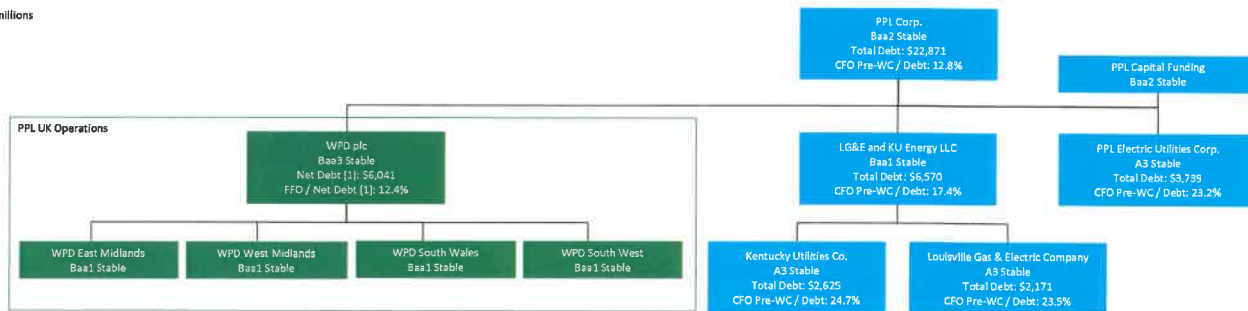 millions
PPL Corp.
Baa2 Stable
Total Debt: $22,871
CFO Pre-WC / Debt: 12.8%
PPL Capital Funding
Baa2 Stable
PPL UK Operations
WPD plc
Baa3 Stable
Net Debt [1]: $6,041
FFO / Net Debt [1]: 12.4%
LG&E and KU Energy LLC
Baa1 Stable
Total Debt: $6,570
CFO Pre-WC / Debt: 17.4%
PPL Electric Utilities Corp.
A3 Stable
Total Debt: $3,739
CFO Pre-WC / Debt: 23.2%
WPD East Midlands
Baa1 Stable
WPD West Midlands
Baa1 Stable
WPD South Wales
Baa1 Stable
WPD South West
Baa1 Stable
Kentucky Utilities Co.
A3 Stable
Total Debt: $2,625
CFO Pre-WC / Debt: 24.7%
Louisville Gas & Electric Company
A3 Stable
Total Debt: $2,171
CFO Pre-WC / Debt: 23.5%